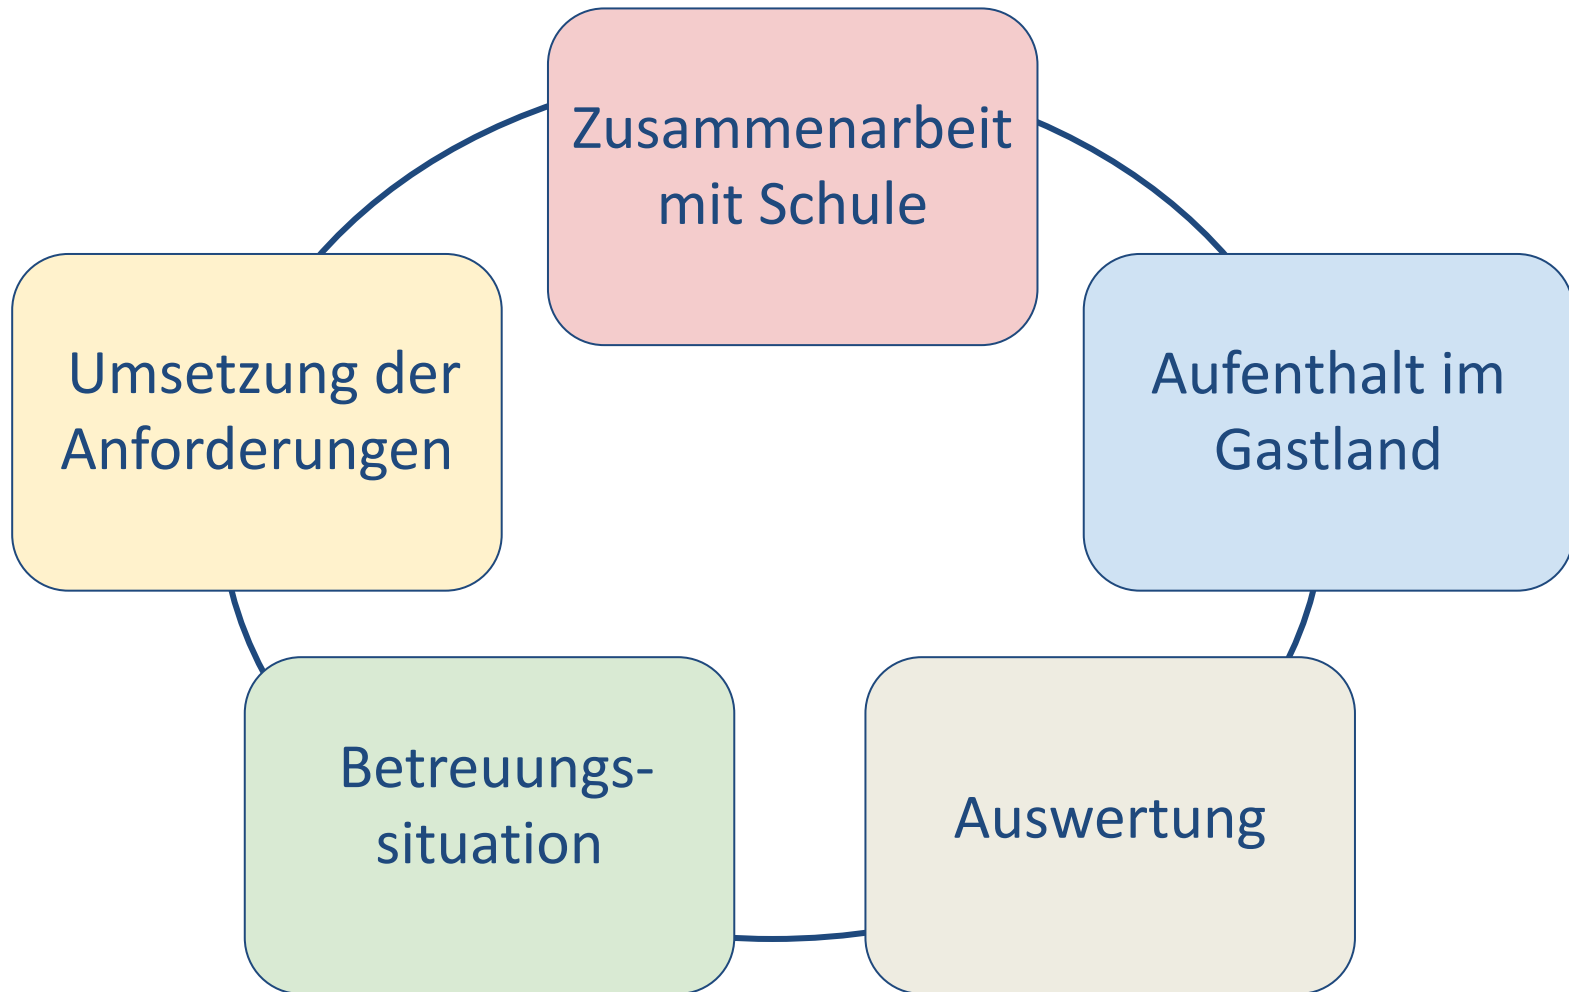 Zusammenarbeit
mit Schule
Aufenthalt im
Gastland
Auswertung
Betreuungs-
situation
Umsetzung der
Anforderungen